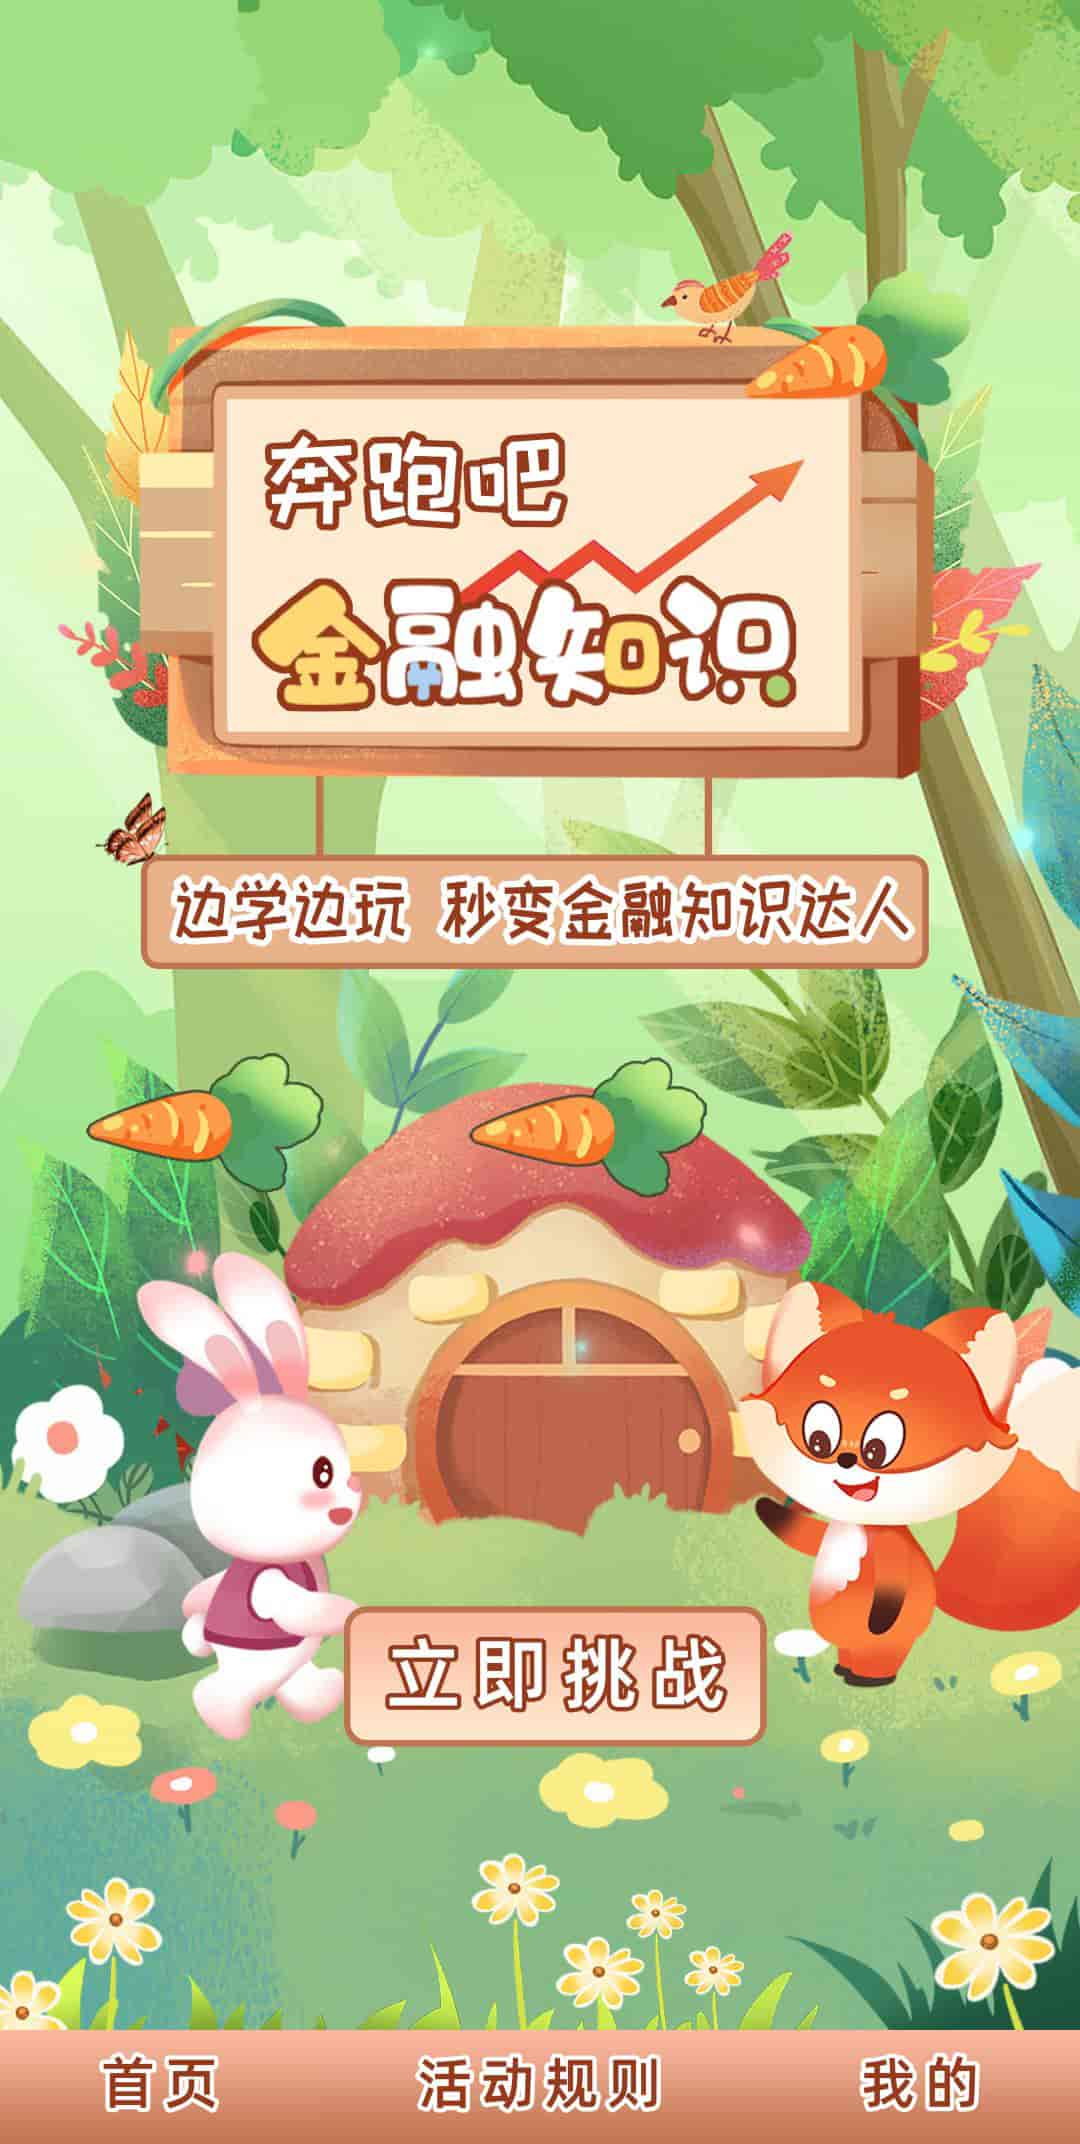 奔跑吧
金融知识
边学边玩 秒变金融知识达人
立即挑战
首页 活动规则 我的